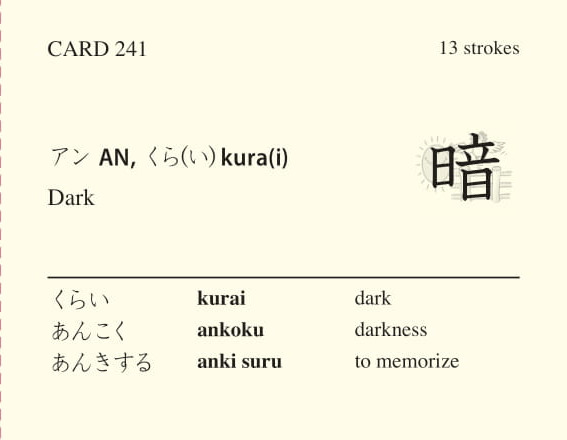 CARD 241 13 strokes
アン AN, くら(い) kura(i)
暗
Dark
くらい kurai dark
あんこく ankoku darkness
あんきする anki suru to memorize